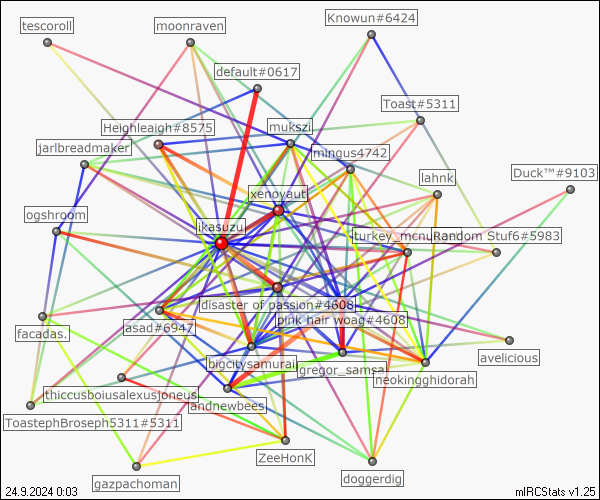 tescoroll
moonraven
Knowun#6424
default#0617
Toast#5311
Heighleaigh#8575
mukszi
jarlbreadmaker
mingus4742
Duck™#9103
lahnk
xenoyaut
ogshroom
ikasuzu
turkey_mcnu
Random_Stuf6#5983
disaster of passion#4608
pink hair woag#4608
facadas.
asad#6947
avelicious
bigcitysamurai
gregor_samsa
neokingghidorah
thiccusboiusalexusjoneus
andnewbees
ToastephBroseph5311#5311
ZeeHonK
doggerdig
gazpachoman
24.9.2024 0:03
mIRCStats v1.25